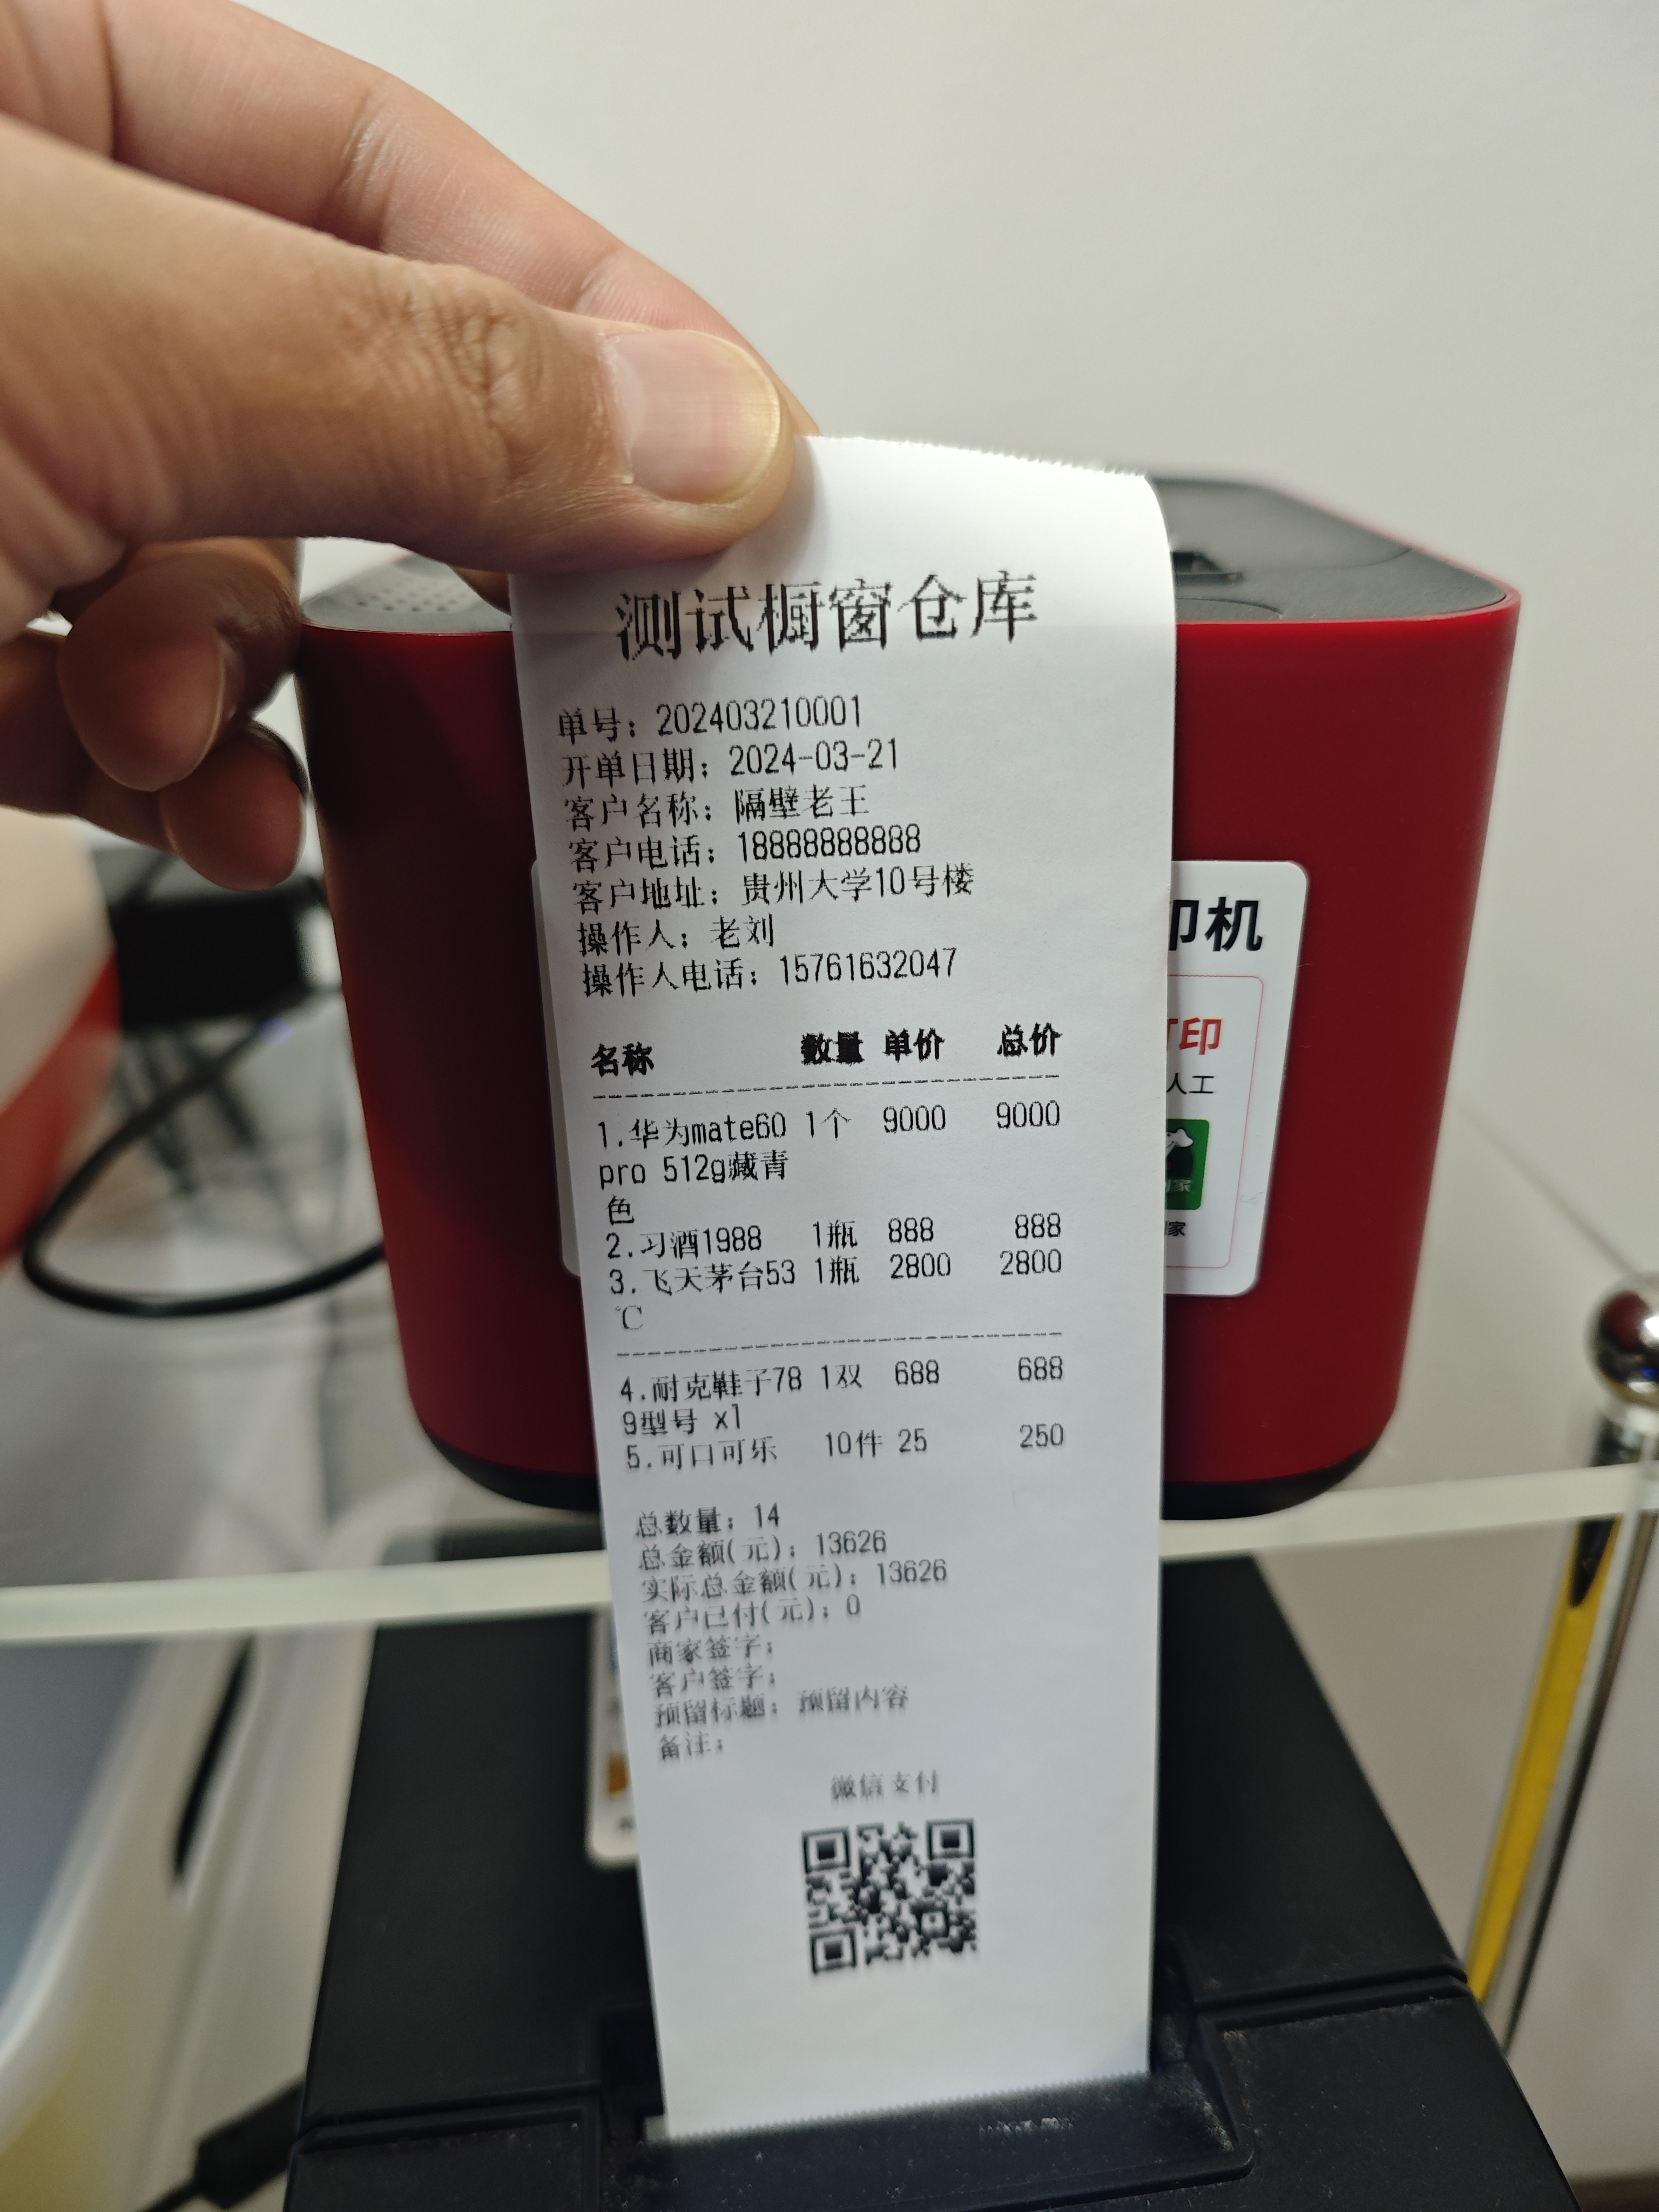 测试橱窗仓库
单号：202403210001
开单日期：2024-03-21
客户名称：隔壁老王
客户电话：18888888888
客户地址：贵州大学10号楼
操作人：老刘
操作人电话：15761632047
名称 数量 单价 总价
1.华为mate60 1个 9000 9000
pro 512g藏青
色
2.习酒1988 1瓶 888 888
3.飞天茅台53 1瓶 2800 2800
℃
4.耐克鞋子78 1双 688 688
9型号 x1
5.可口可乐 10件 25 250
总数量：14
总金额(元)：13626
实际总金额(元)：13626
客户已付(元)：0
商家签字：
客户签字：
预留标题：预留内容
备注：
微信支付
印机
打印
人工
家